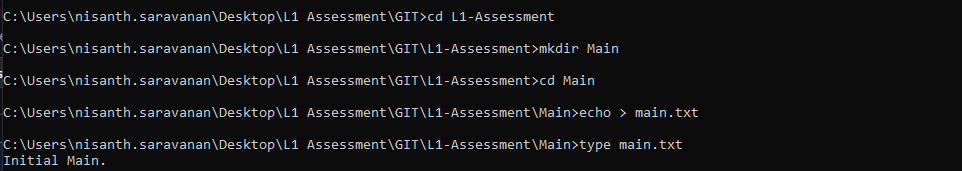 C:\Users\nisanth.saravanan\Desktop\L1 Assessment\GIT>cd L1-Assessment
C:\Users\nisanth.saravanan\Desktop\L1 Assessment\GIT\L1-Assessment>mkdir Main
C:\Users\nisanth.saravanan\Desktop\L1 Assessment\GIT\L1-Assessment>cd Main
C:\Users\nisanth.saravanan\Desktop\L1 Assessment\GIT\L1-Assessment\Main>echo > main.txt
C:\Users\nisanth.saravanan\Desktop\L1 Assessment\GIT\L1-Assessment\Main>type main.txt
Initial Main.